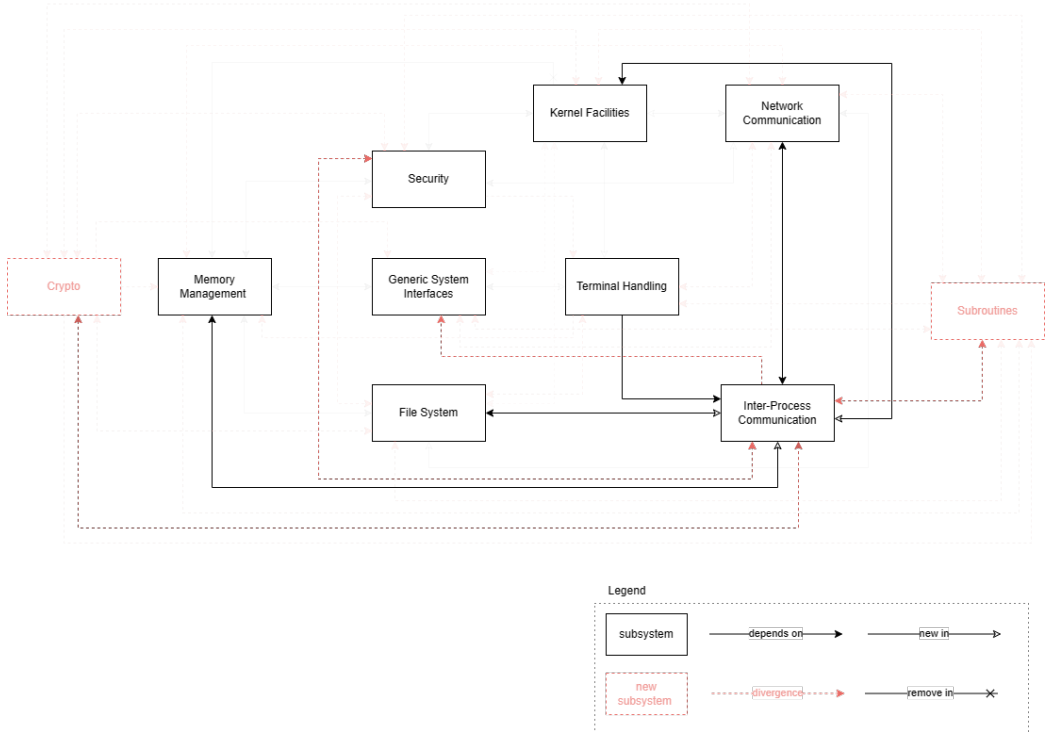 Kernel Facilities
Network
Communication
Security
Crypto
Memory
Management
Generic System
Interfaces
Terminal Handling
Subroutines
File System
Inter-Process
Communication
Legend
subsystem
depends on
new in
new
subsystem
divergence
remove in